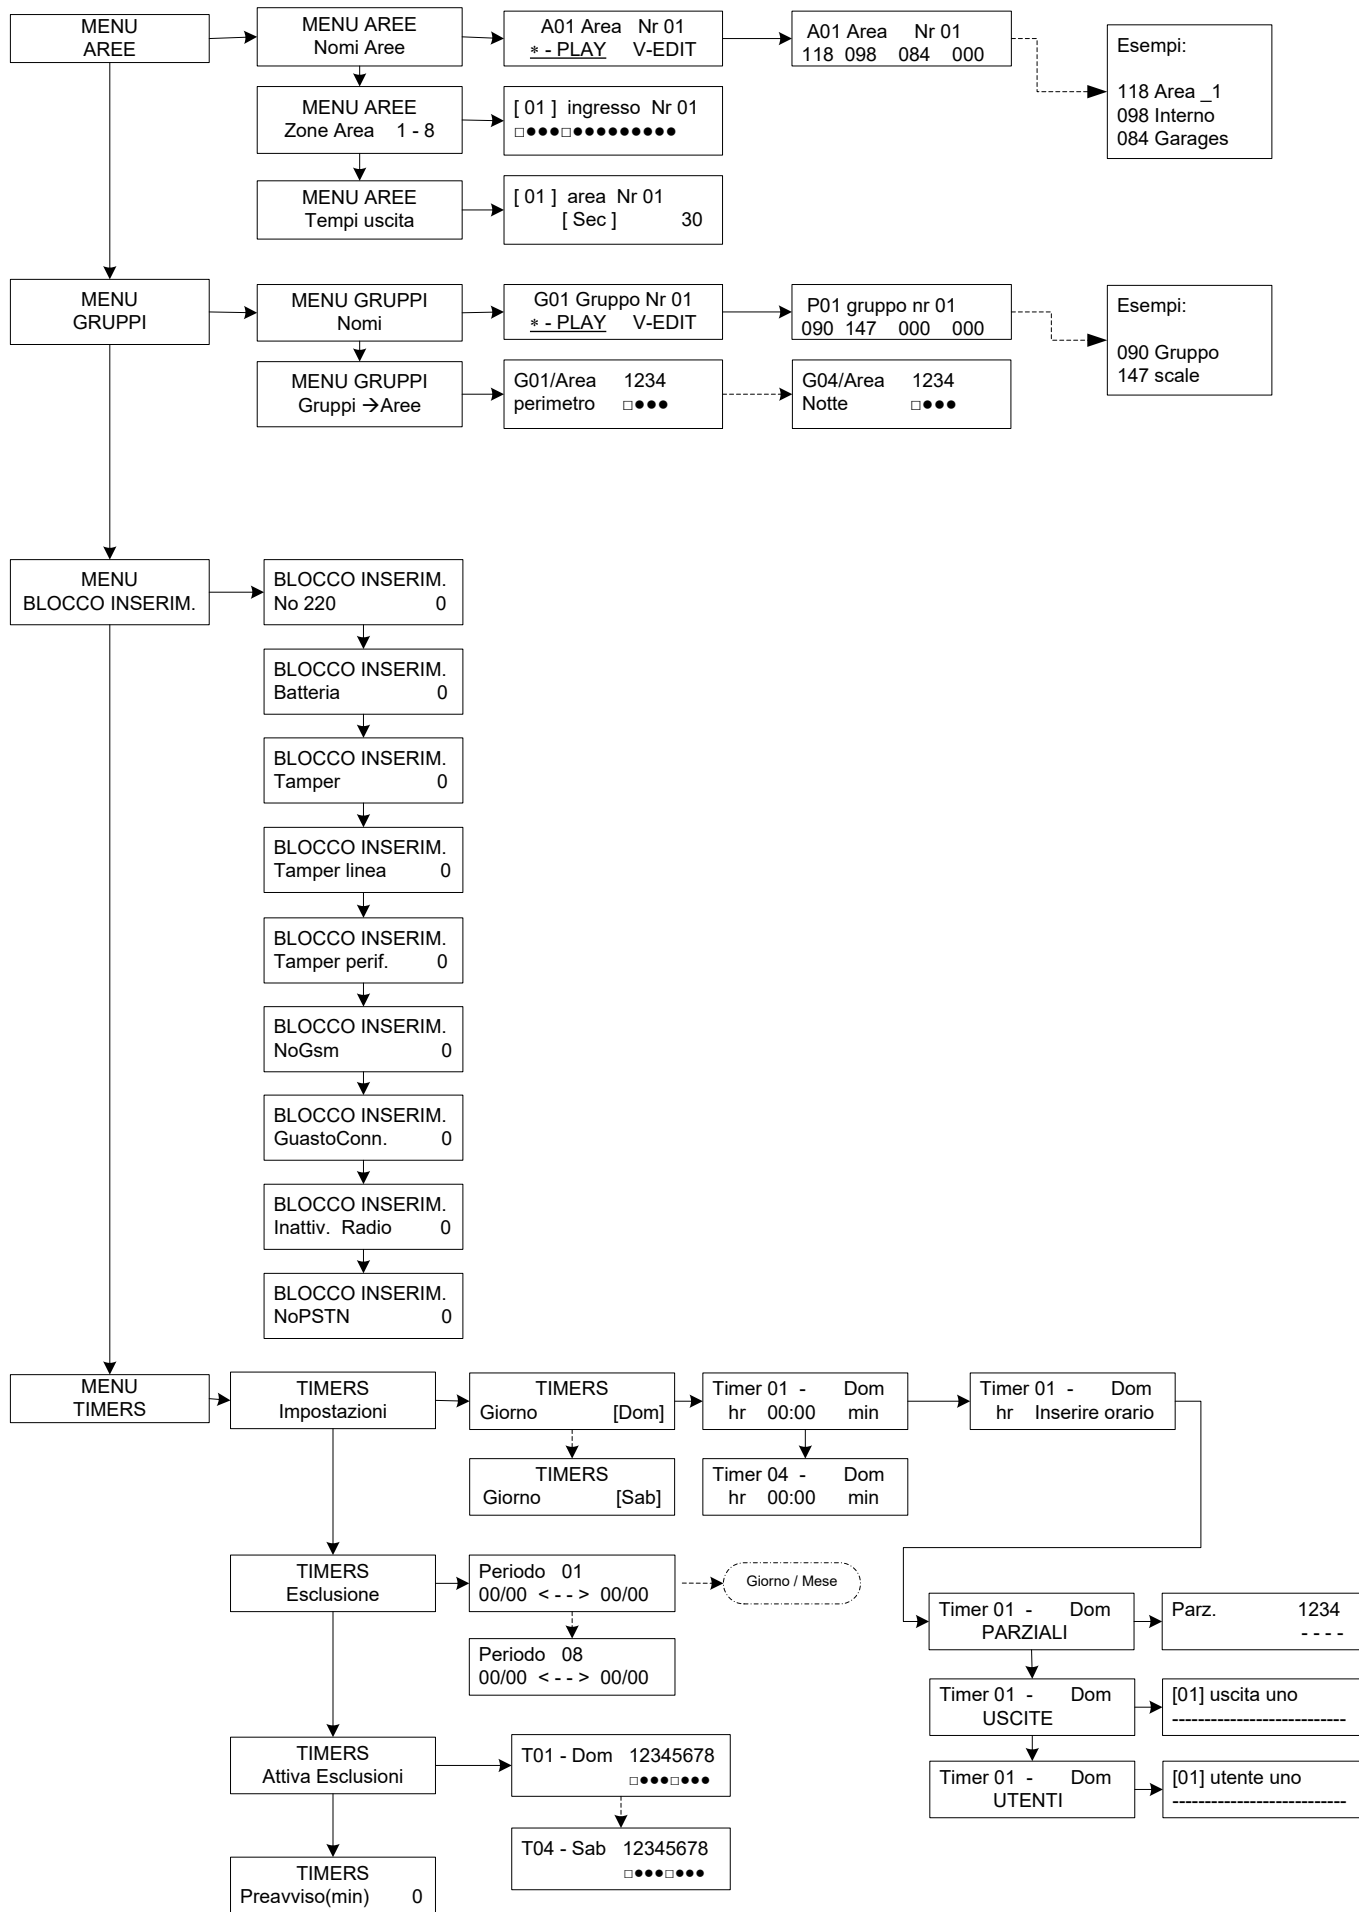 MENU
AREE
MENU AREE
Nomi Aree
A01 Area Nr 01
* - PLAY V-EDIT
A01 Area Nr 01
118 098 084 000
Esempi:
118 Area _1
098 Interno
084 Garages
MENU AREE
Zone Area 1 - 8
[ 01 ] ingresso Nr 01
□●●●□●●●●●●●●●
MENU AREE
Tempi uscita
[ 01 ] area Nr 01
[ Sec ] 30
MENU
GRUPPI
MENU GRUPPI
Nomi
G01 Gruppo Nr 01
* - PLAY V-EDIT
P01 gruppo nr 01
090 147 000 000
Esempi:
090 Gruppo
147 scale
MENU GRUPPI
Gruppi →Aree
G01/Area 1234
perimetro □●●●
G04/Area 1234
Notte □●●●
MENU
BLOCCO INSERIM.
BLOCCO INSERIM.
No 220 0
BLOCCO INSERIM.
Batteria 0
BLOCCO INSERIM.
Tamper 0
BLOCCO INSERIM.
Tamper linea 0
BLOCCO INSERIM.
Tamper perif. 0
BLOCCO INSERIM.
NoGsm 0
BLOCCO INSERIM.
GuastoConn. 0
BLOCCO INSERIM.
Inattiv. Radio 0
BLOCCO INSERIM.
NoPSTN 0
MENU
TIMERS
TIMERS
Impostazioni
TIMERS
Giorno [Dom]
Timer 01 - Dom
hr 00:00 min
Timer 01 - Dom
hr Inserire orario
TIMERS
Giorno [Sab]
Timer 04 - Dom
hr 00:00 min
TIMERS
Esclusione
Periodo 01
00/00 < - - > 00/00
Giorno / Mese
Periodo 08
00/00 < - - > 00/00
Timer 01 - Dom
PARZIALI
Parz. 1234
- - - -
Timer 01 - Dom
USCITE
[01] uscita uno
----------------------------
Timer 01 - Dom
UTENTI
[01] utente uno
----------------------------
TIMERS
Attiva Esclusioni
T01 - Dom 12345678
□●●●□●●●
T04 - Sab 12345678
□●●●□●●●
TIMERS
Preavviso(min) 0